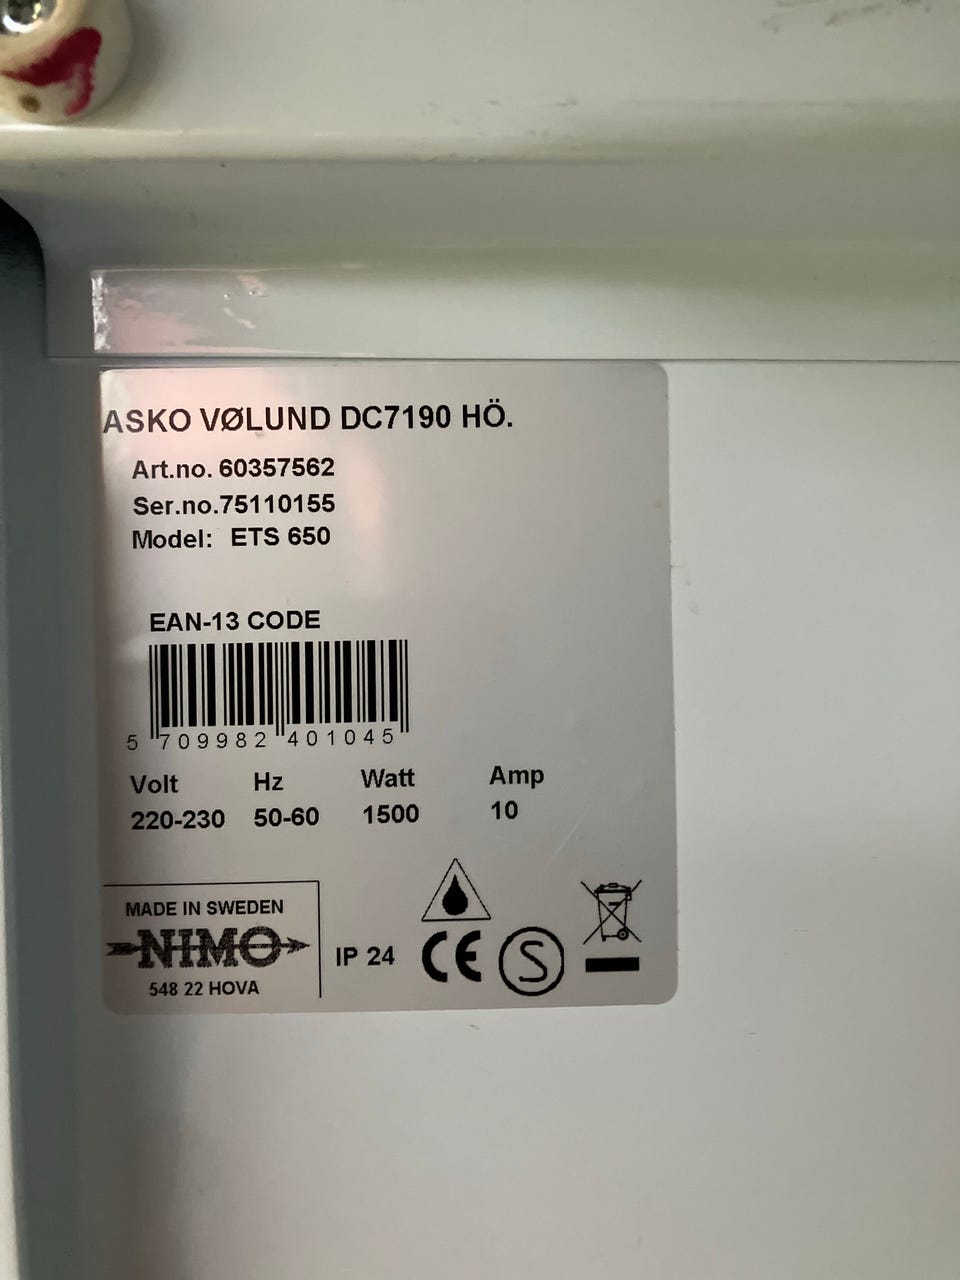 ASKO VØLUND DC7190 HÖ.
Art.no. 60357562
Ser.no.75110155
Model: ETS 650
EAN-13 CODE
5 709982 401045
Volt Hz Watt Amp
220-230 50-60 1500 10
MADE IN SWEDEN
NIMO
548 22 HOVA
IP 24
CE S